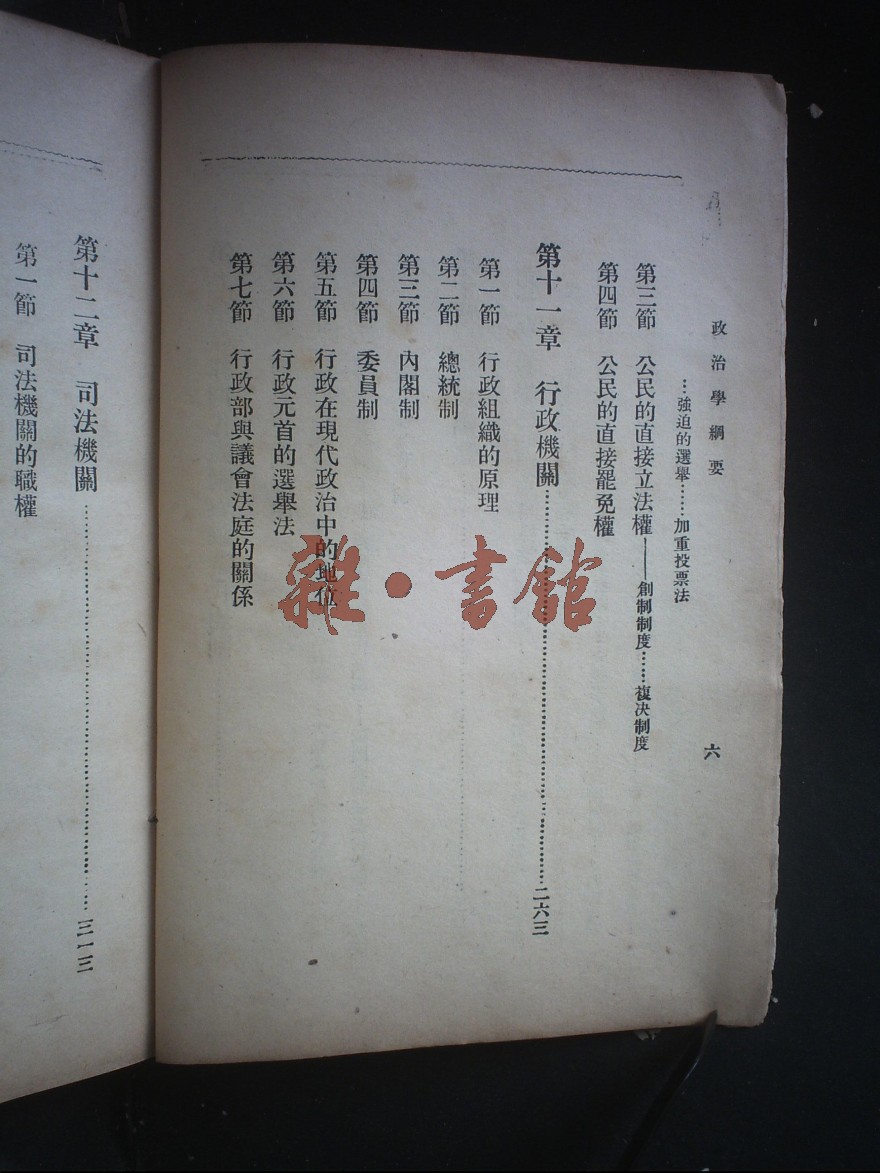 政治學綱要
六
…强迫的選舉……加重投票法
第三節 公民的直接立法權——創制制度……複決制度
第四節 公民的直接罷免權
第十一章 行政機關……二六三
第一節 行政組織的原理
第二節 總統制
第三節 內閣制
第四節 委員制
第五節 行政在現代政治中的地位
第六節 行政元首的選舉法
第七節 行政部與議會法庭的關係
第十二章 司法機關……三一三
第一節 司法機關的職權
雜·書館